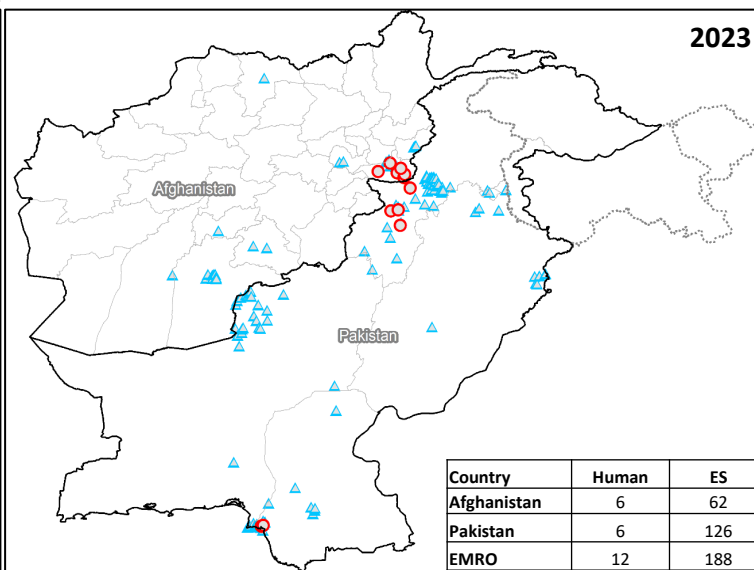 2023
Afghanistan
Pakistan
Country Human ES
Afghanistan 6 62
Pakistan 6 126
EMRO 12 188